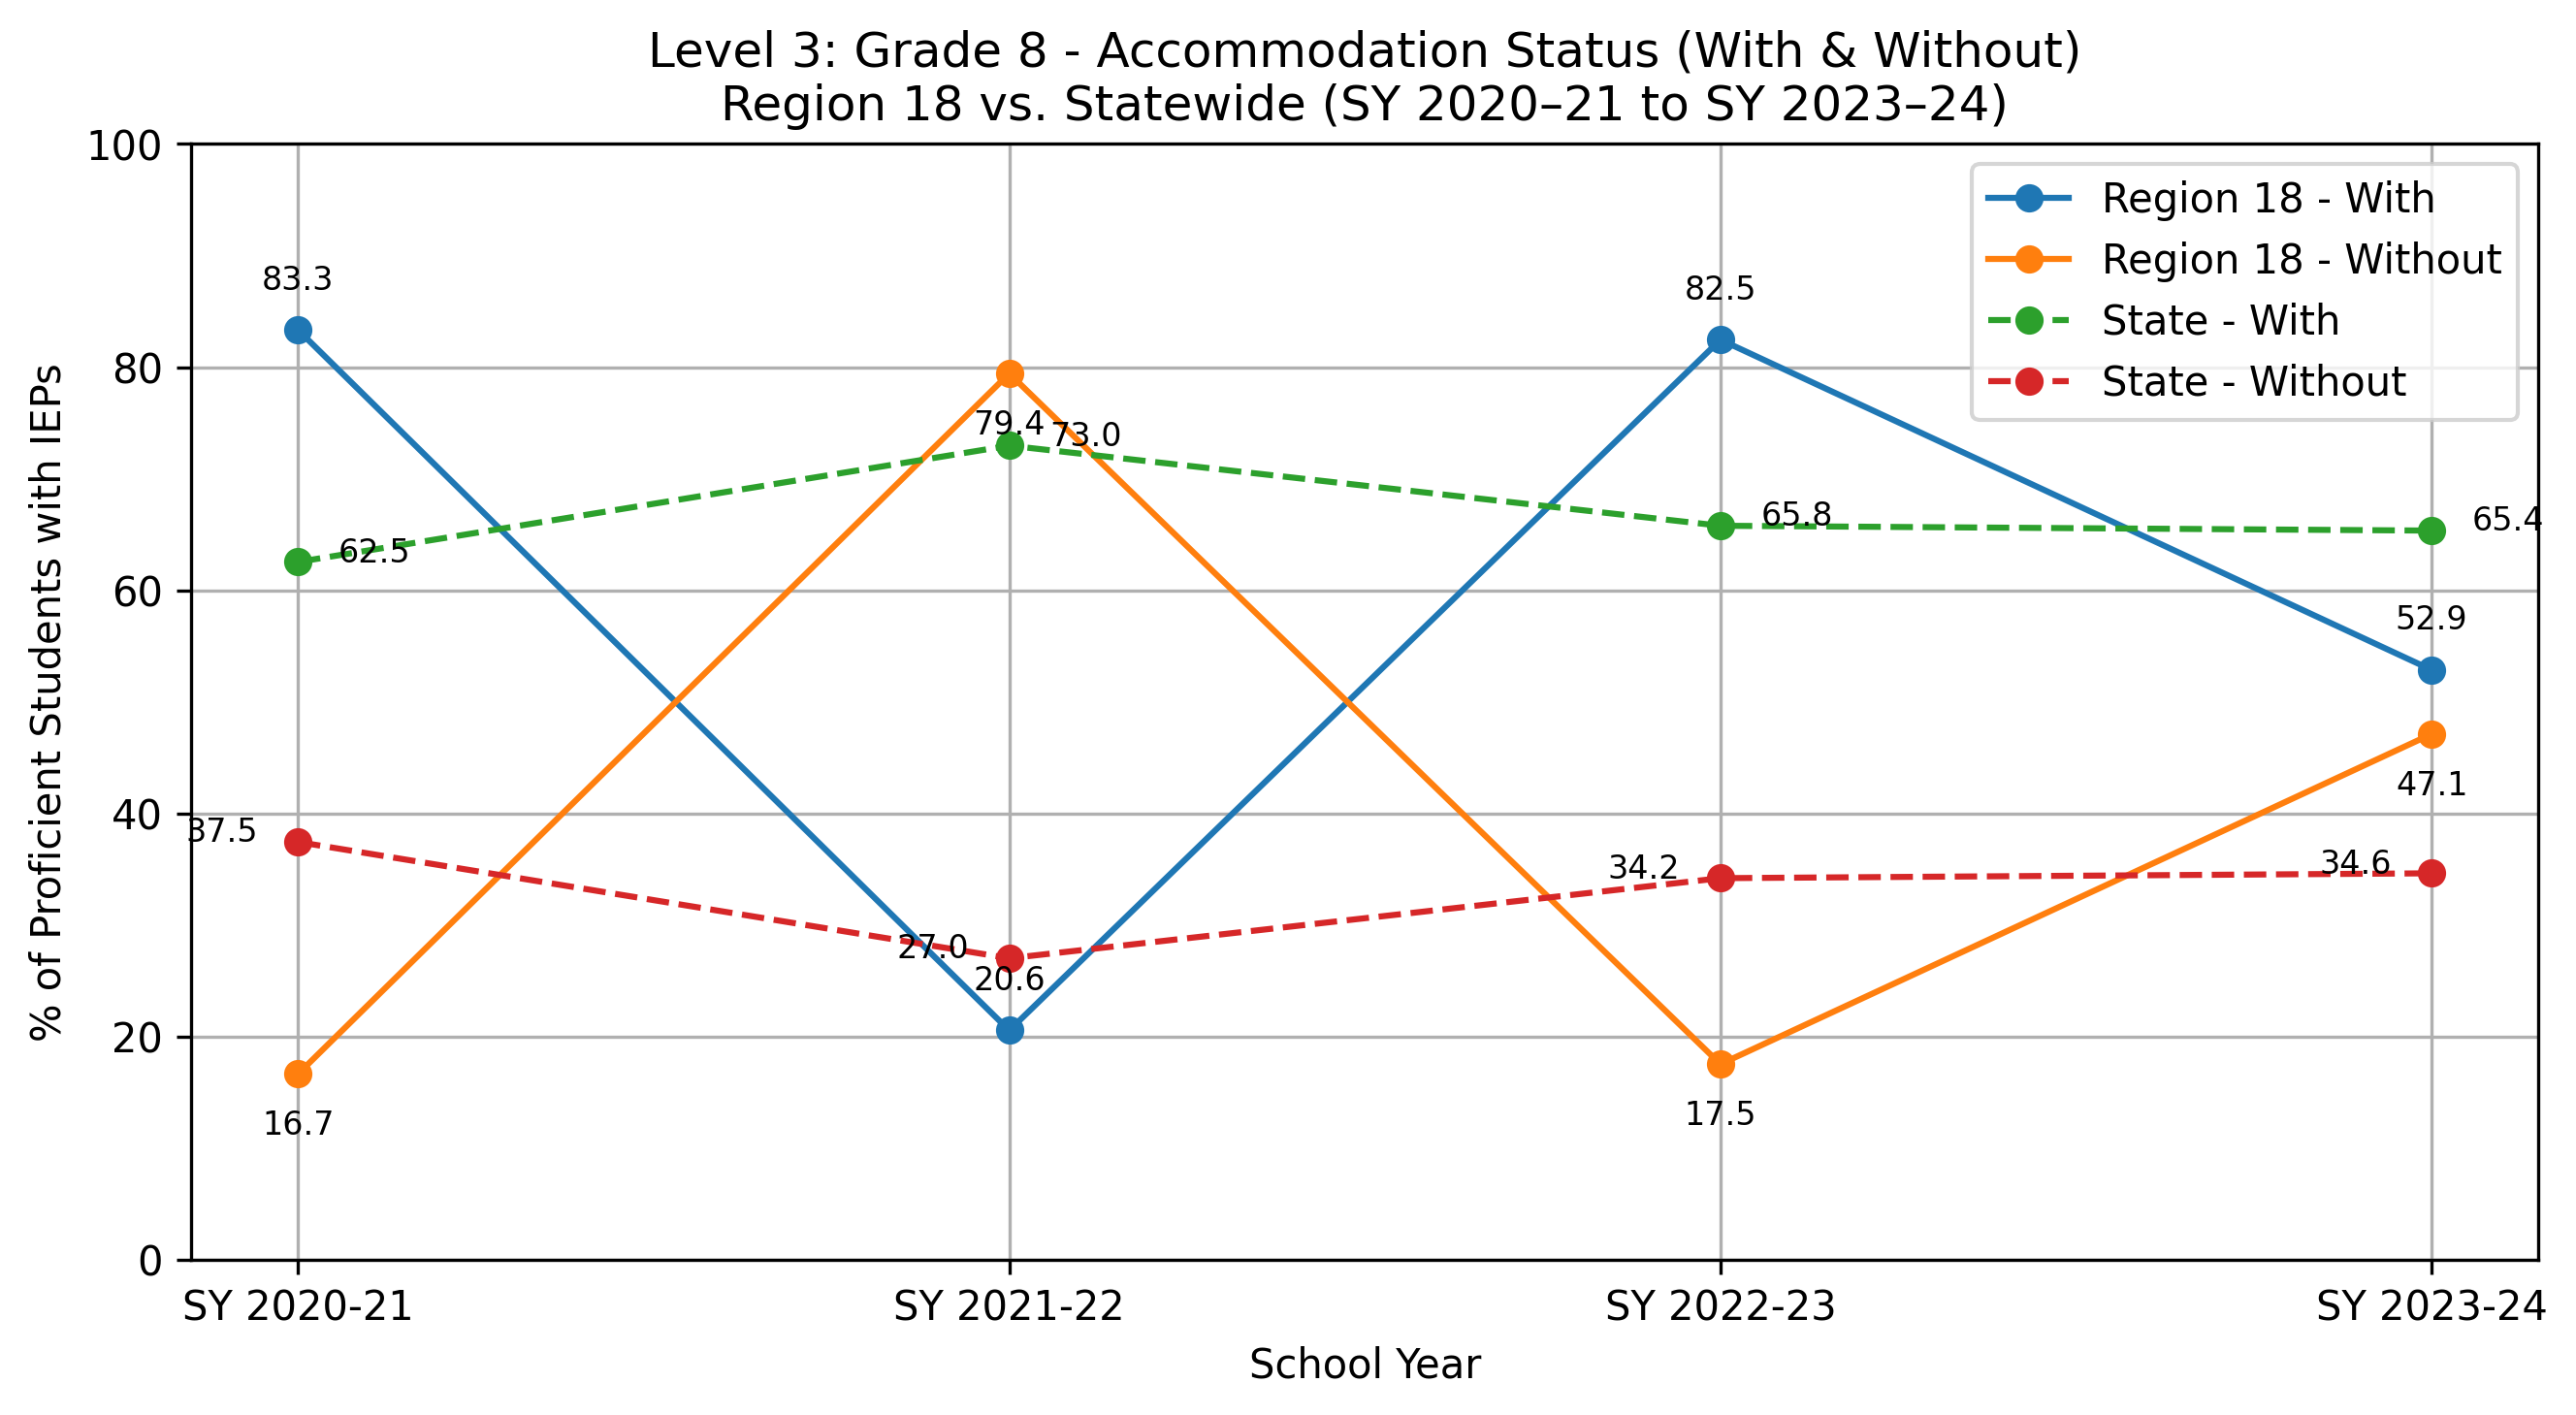 Level 3: Grade 8 - Accommodation Status (With & Without)
Region 18 vs. Statewide (SY 2020–21 to SY 2023–24)
% of Proficient Students with IEPs
100
80
60
40
20
0
Region 18 - With
Region 18 - Without
State - With
State - Without
83.3
82.5
79.4
73.0
62.5
65.8
65.4
52.9
47.1
37.5
34.2
34.6
27.0
20.6
16.7
17.5
SY 2020-21
SY 2021-22
SY 2022-23
SY 2023-24
School Year